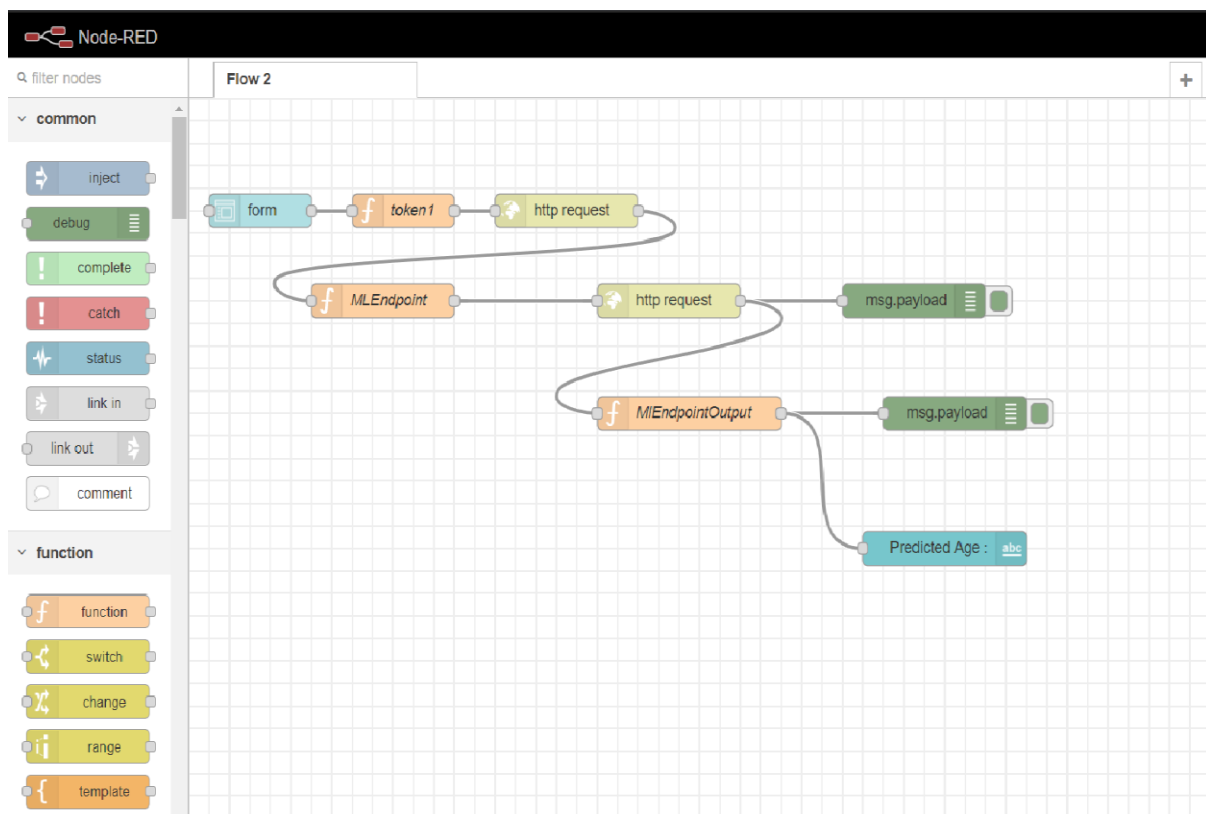 Node-RED
filter nodes
Flow 2
+
common
inject
debug
complete
catch
status
link in
link out
comment
function
function
switch
change
range
template
form
token1
http request
MLEndpoint
http request
msg.payload
MlEndpointOutput
msg.payload
Predicted Age :
abc